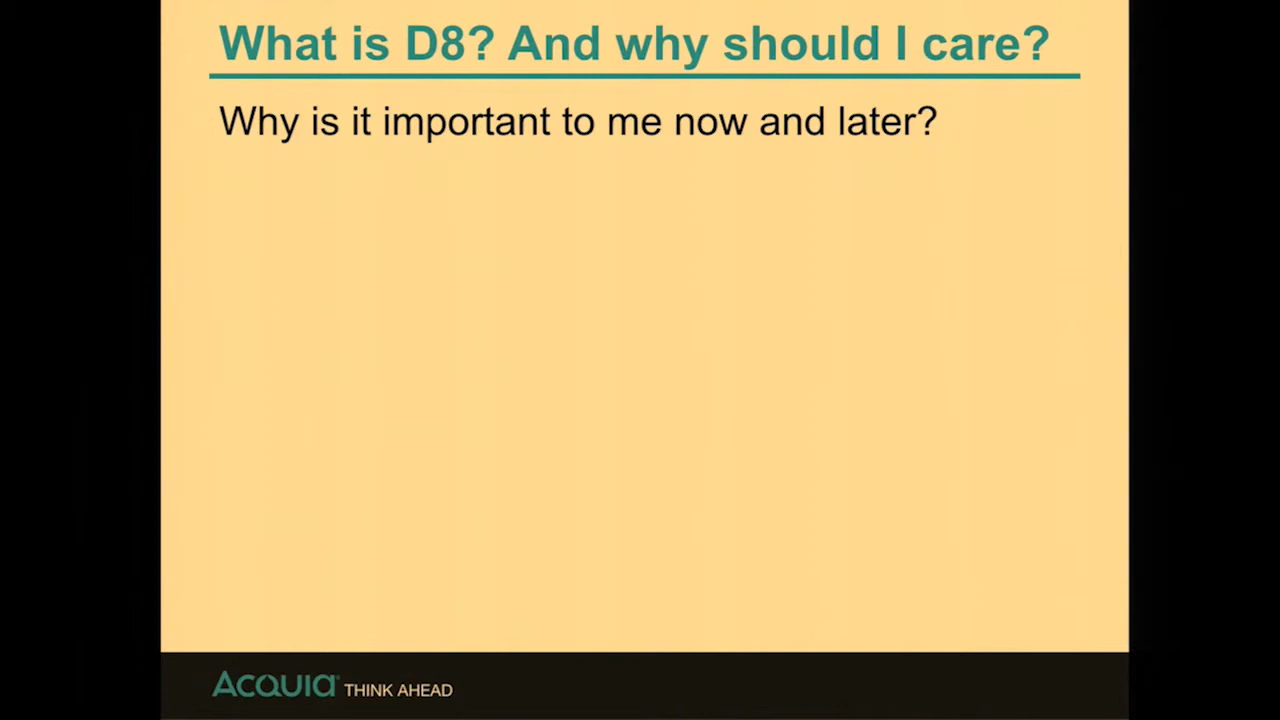 What is D8? And why should I care?
Why is it important to me now and later?
Acquia THINK AHEAD